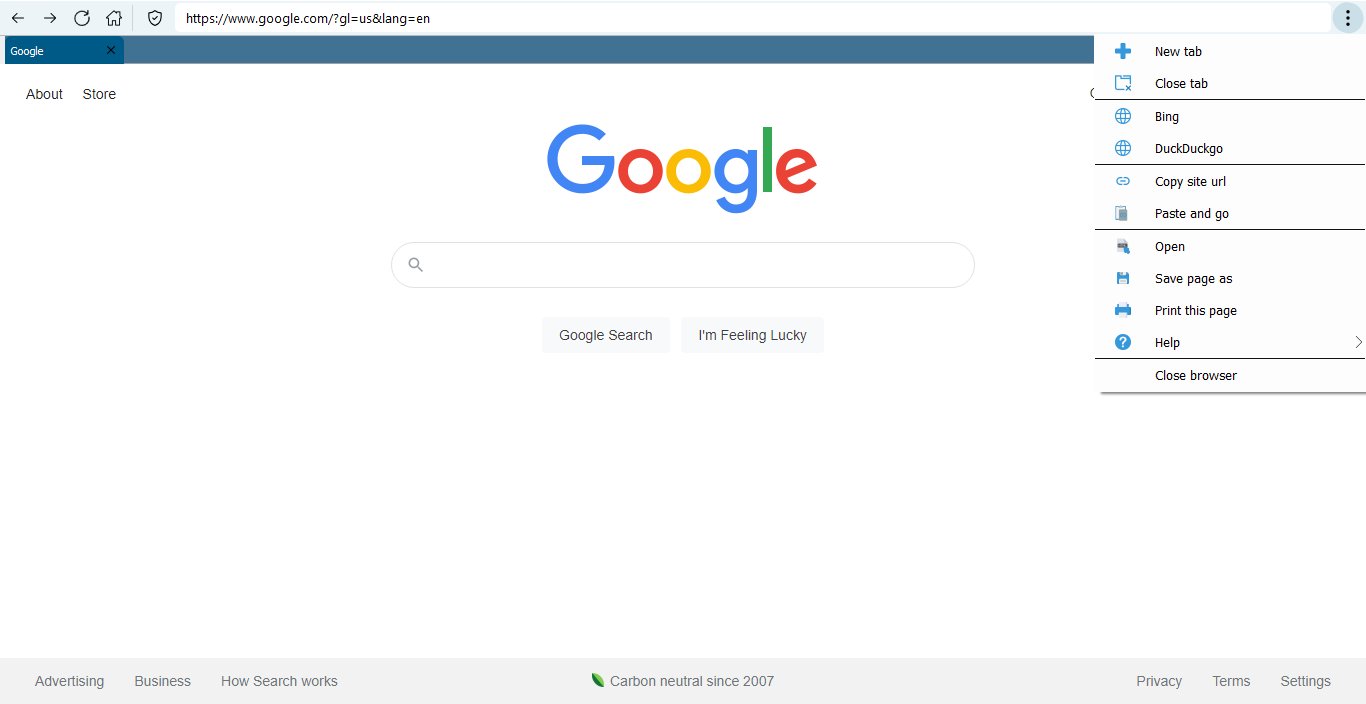 https://www.google.com/?gl=us&lang=en
Google
New tab
Close tab
Bing
DuckDuckgo
Copy site url
Paste and go
Open
Save page as
Print this page
Help
Close browser
About Store
Google
Google Search I'm Feeling Lucky
Advertising Business How Search works Carbon neutral since 2007 Privacy Terms Settings